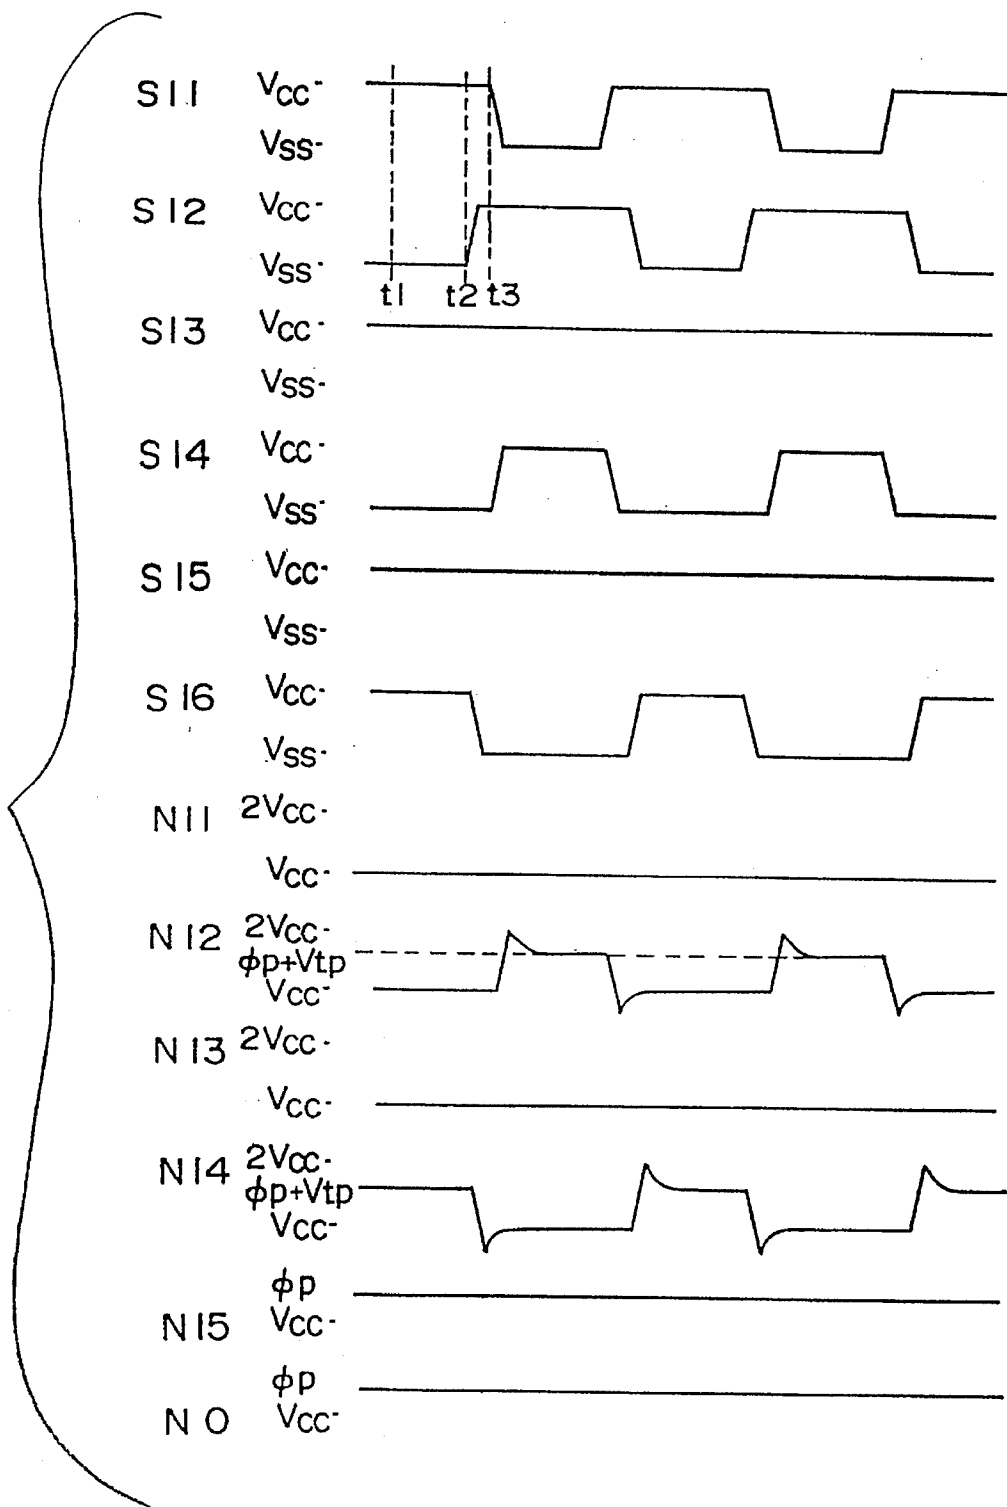 S11 VCC-
VSS-
S12 VCC-
VSS-
t1 t2 t3
S13 VCC-
VSS-
S14 VCC-
VSS-
S15 VCC-
VSS-
S16 VCC-
VSS-
N11 2VCC-
VCC-
N12 2VCC-
ϕp+Vtp
VCC-
N13 2VCC-
VCC-
N14 2VCC-
ϕp+Vtp
VCC-
ϕp
N15 VCC-
ϕp
NO VCC-